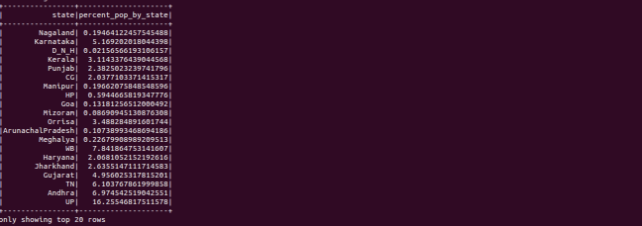 +----------------+--------------------+
| state|percent_pop_by_state|
+----------------+--------------------+
| Nagaland| 0.19464122457545488|
| Karnataka| 5.169202018044398|
| D_N_H| 0.02156566193106157|
| Kerala| 3.1143376439044568|
| Punjab| 2.3825023239741796|
| CG| 2.0377103371415317|
| Manipur| 0.19662075848548596|
| HP| 0.5944665819347776|
| Goa| 0.13181256512000492|
| Mizoram| 0.08690945130876308|
| Orrisa| 3.488284891601744|
|ArunachalPradesh| 0.10738993468694186|
| Meghalya| 0.22679908989209513|
| WB| 7.841864753141607|
| Haryana| 2.0681052152192616|
| Jharkhand| 2.6355147111714583|
| Gujarat| 4.956025317815201|
| TN| 6.103767861999858|
| Andhra| 6.974542519042551|
| UP| 16.25546817511578|
+----------------+--------------------+
only showing top 20 rows